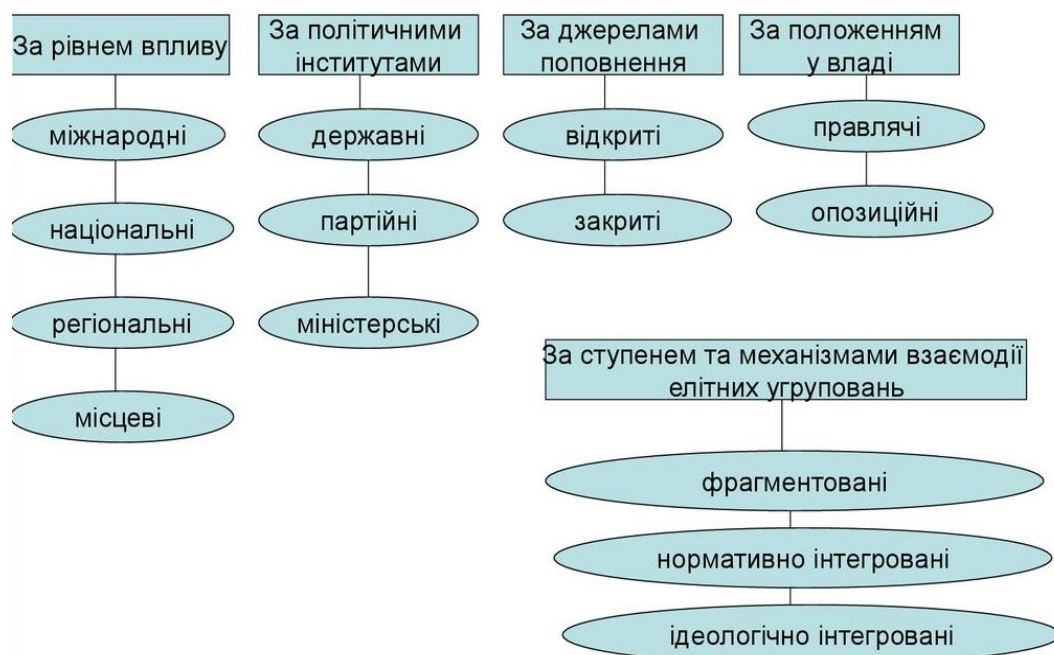 За рівнем впливу
міжнародні
національні
регіональні
місцеві
За політичними
інститутами
державні
партійні
міністерські
За джерелами
поповнення
відкриті
закриті
За положенням
у владі
правлячі
опозиційні
За ступенем та механізмами взаємодії
елітних угруповань
фрагментовані
нормативно інтегровані
ідеологічно інтегровані